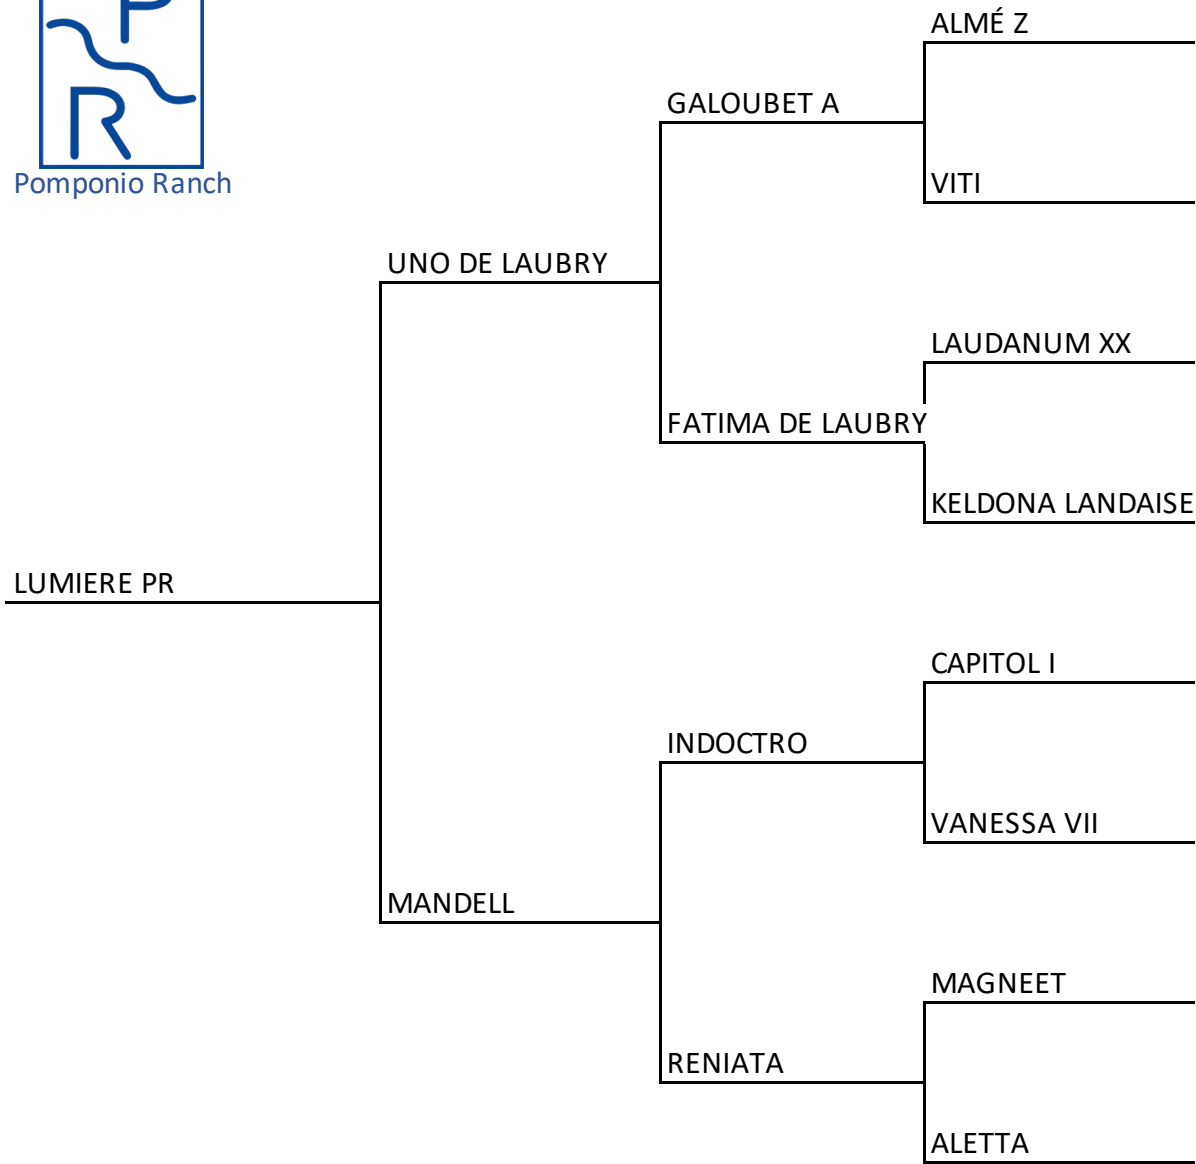 P
R
Pomponio Ranch
ALMÉ Z
GALOUBET A
VITI
UNO DE LAUBRY
LAUDANUM XX
FATIMA DE LAUBRY
KELDONA LANDAISE
LUMIERE PR
CAPITOL I
INDOCTRO
VANESSA VII
MANDELL
MAGNEET
RENIATA
ALETTA